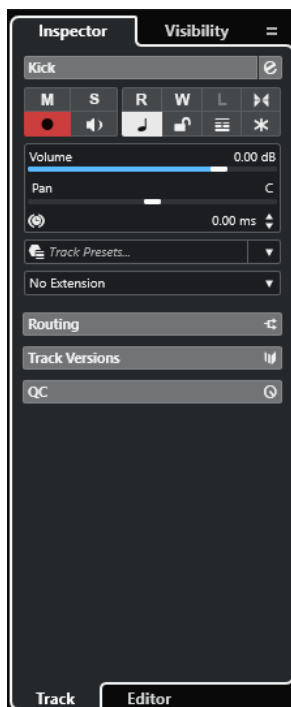 Inspector Visibility
Kick e
M S R W L
Volume 0.00 dB
Pan C
0.00 ms
Track Presets...
No Extension
Routing
Track Versions
QC
Track Editor